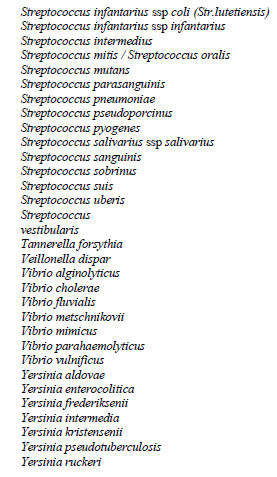 Streptococcus infantarius ssp coli (Str.lutetiensis)
Streptococcus infantarius ssp infantarius
Streptococcus intermedius
Streptococcus mitis / Streptococcus oralis
Streptococcus mutans
Streptococcus parasanguinis
Streptococcus pneumoniae
Streptococcus pseudoporcinus
Streptococcus pyogenes
Streptococcus salivarius ssp salivarius
Streptococcus sanguinis
Streptococcus sobrinus
Streptococcus suis
Streptococcus uberis
Streptococcus
vestibularis
Tannerella forsythia
Veillonella dispar
Vibrio alginolyticus
Vibrio cholerae
Vibrio fluvialis
Vibrio metschnikovii
Vibrio mimicus
Vibrio parahaemolyticus
Vibrio vulnificus
Yersinia aldovae
Yersinia enterocolitica
Yersinia frederiksenii
Yersinia intermedia
Yersinia kristensenii
Yersinia pseudotuberculosis
Yersinia ruckeri